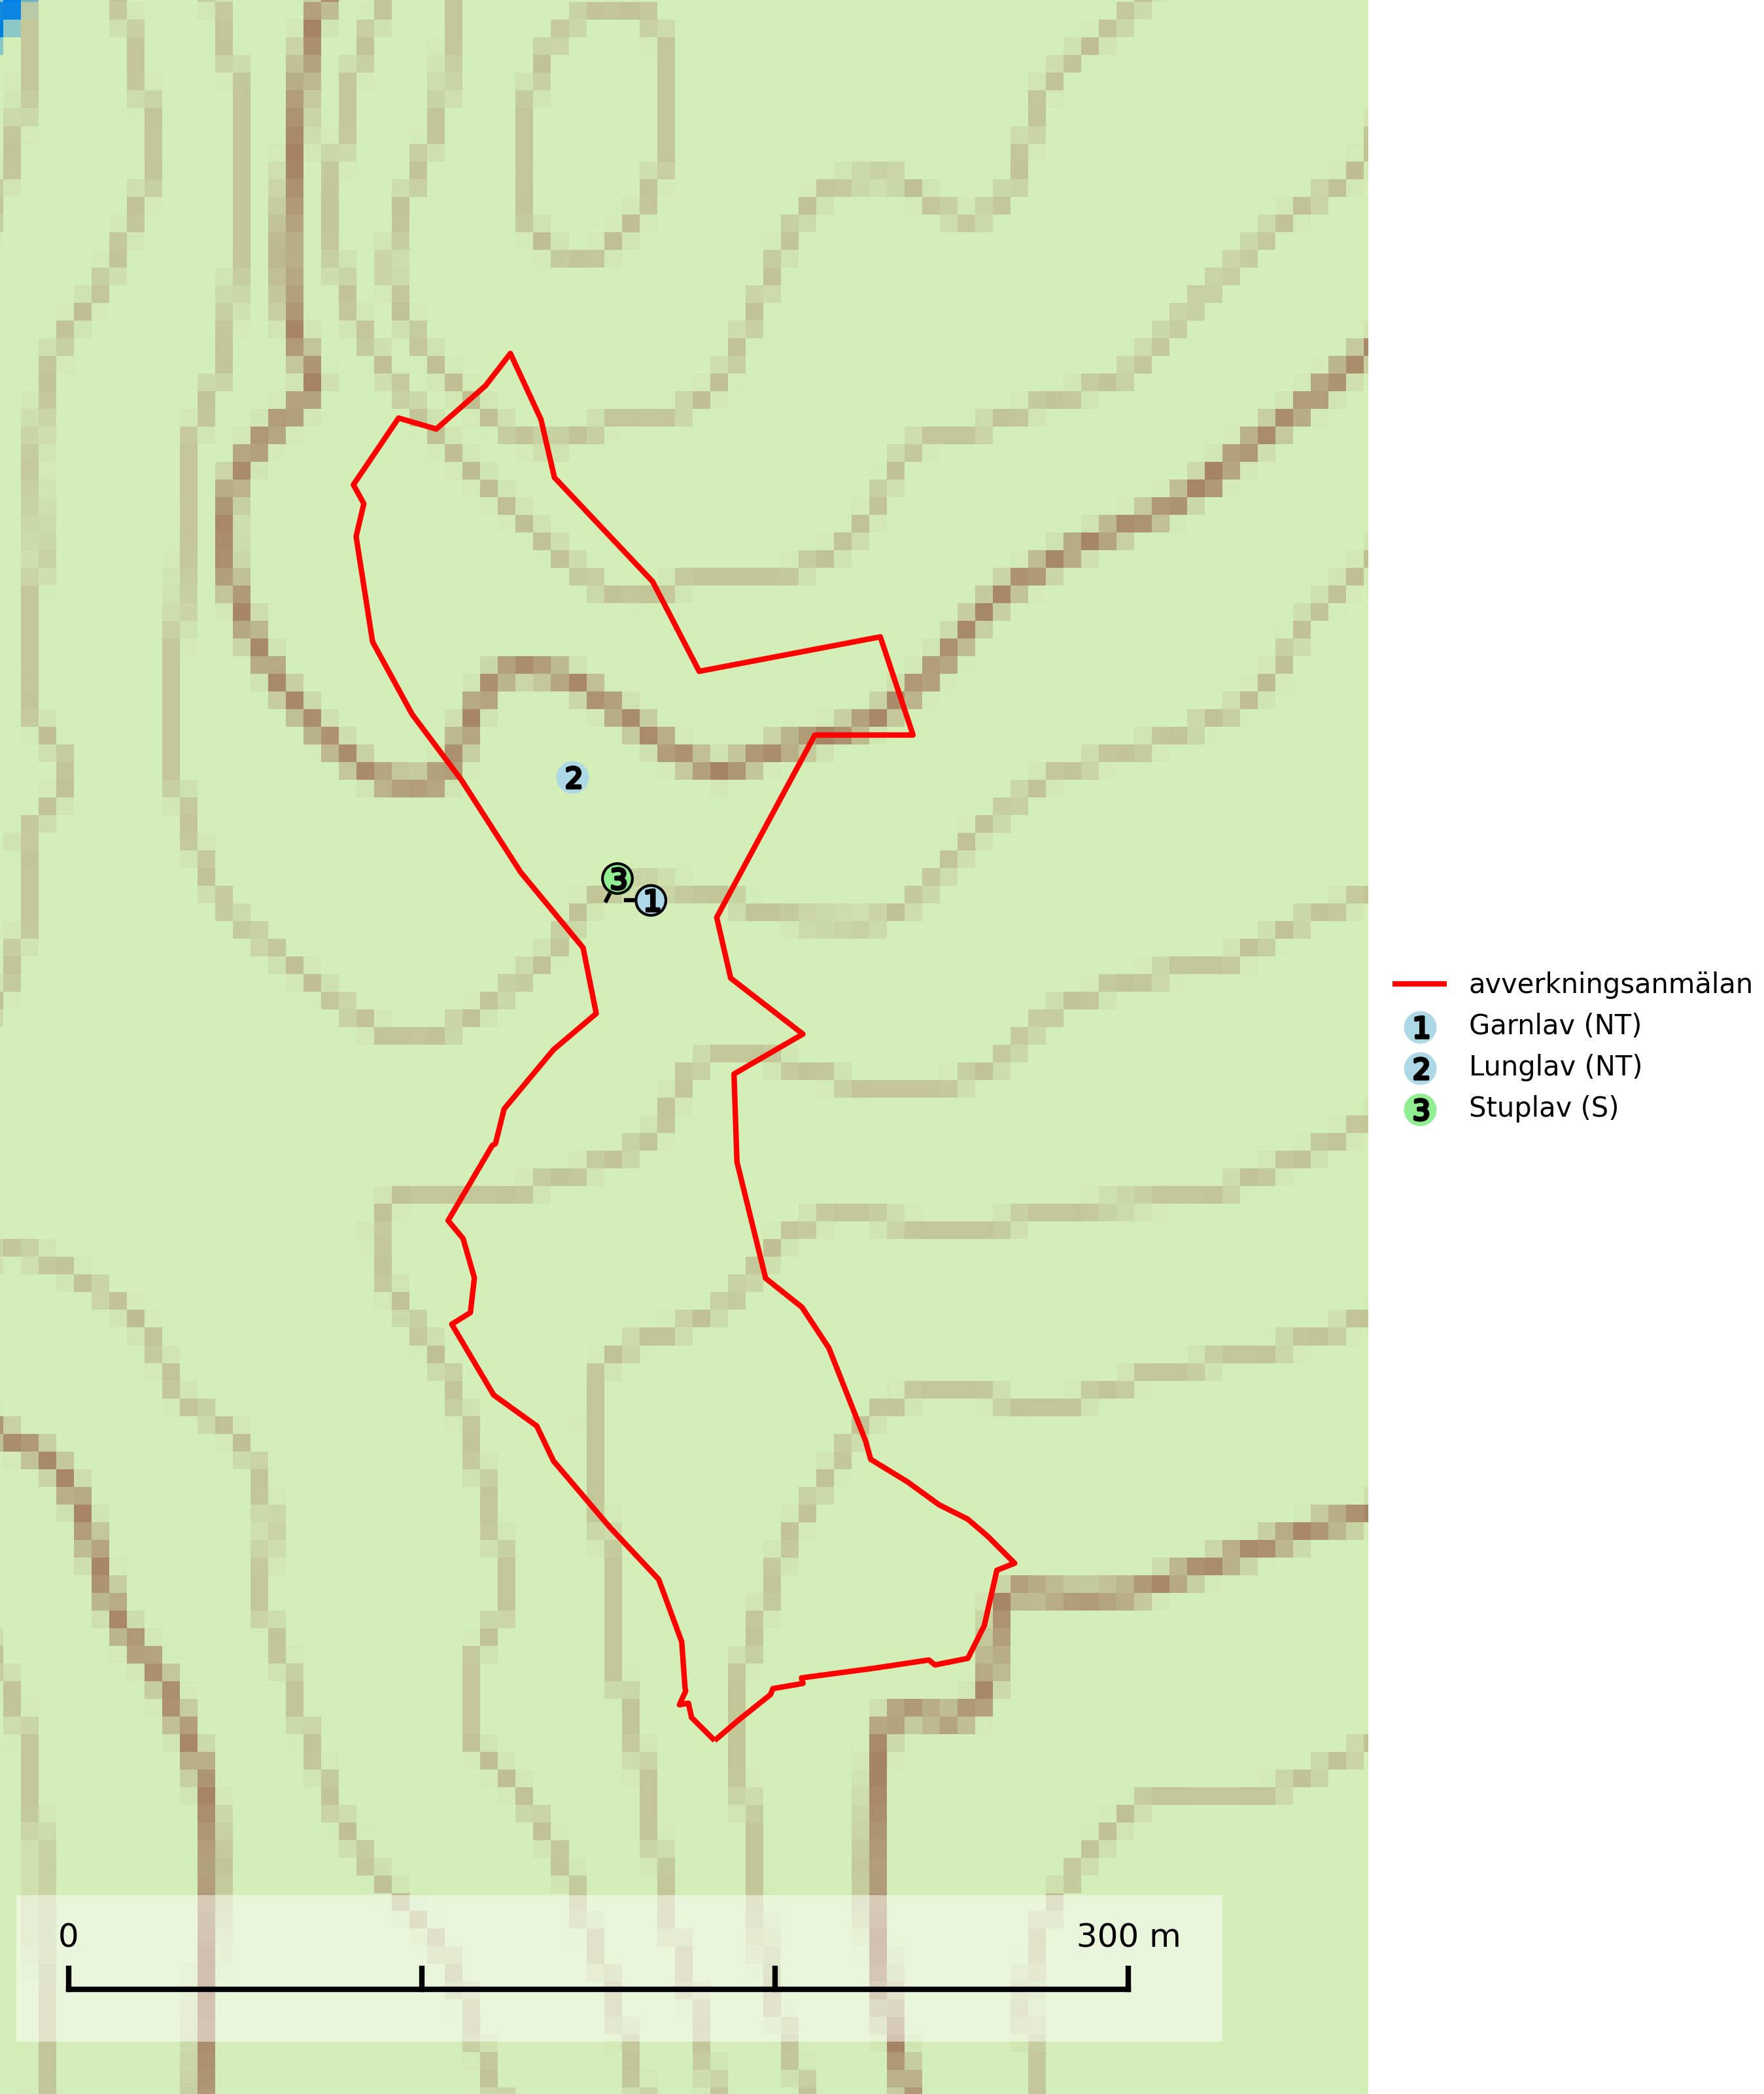 2
3
1
avverkningsanmälan
1 Garnlav (NT)
2 Lunglav (NT)
3 Stuplav (S)
0 300 m